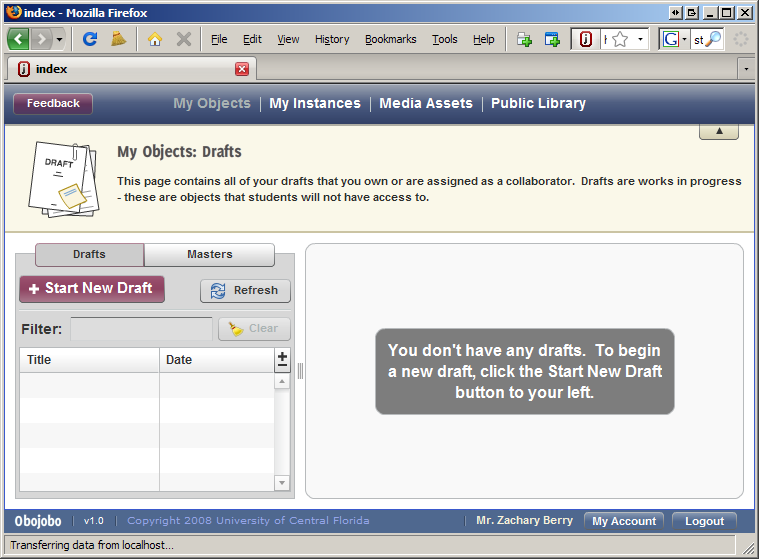 index - Mozilla Firefox
File Edit View History Bookmarks Tools Help
st
index
Feedback My Objects My Instances Media Assets Public Library
DRAFT
My Objects: Drafts
This page contains all of your drafts that you own or are assigned as a collaborator. Drafts are works in progress
- these are objects that students will not have access to.
Drafts Masters
+ Start New Draft Refresh
Filter: Clear
Title Date
You don't have any drafts. To begin
a new draft, click the Start New Draft
button to your left.
Obojobo v1.0 Copyright 2008 University of Central Florida Mr. Zachary Berry My Account Logout
Transferring data from localhost...